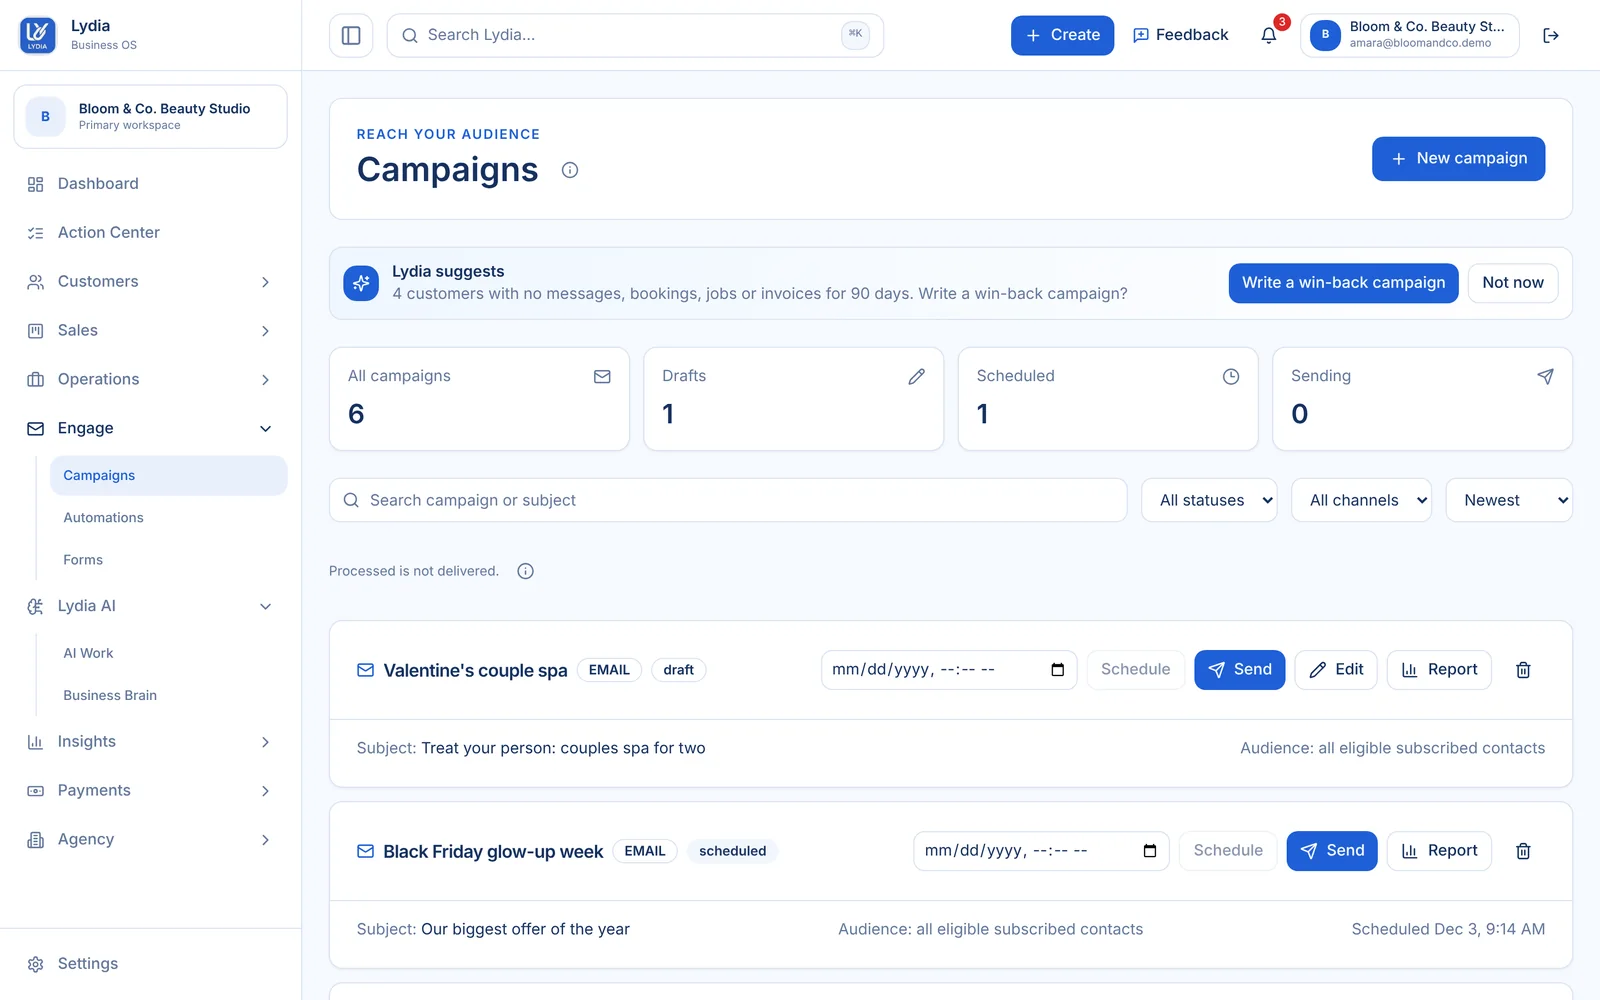 LYDIA
Lydia
Business OS
Search Lydia...
⌘K
+ Create
Feedback
3
B
Bloom & Co. Beauty St...
amara@bloomandco.demo
B
Bloom & Co. Beauty Studio
Primary workspace
Dashboard
Action Center
Customers
Sales
Operations
Engage
Campaigns
Automations
Forms
Lydia AI
AI Work
Business Brain
Insights
Payments
Agency
Settings
REACH YOUR AUDIENCE
Campaigns
+ New campaign
Lydia suggests
4 customers with no messages, bookings, jobs or invoices for 90 days. Write a win-back campaign?
Write a win-back campaign
Not now
All campaigns
6
Drafts
1
Scheduled
1
Sending
0
Search campaign or subject
All statuses
All channels
Newest
Processed is not delivered.
Valentine's couple spa EMAIL draft
mm/dd/yyyy, --:-- -- Schedule Send Edit Report
Subject: Treat your person: couples spa for two
Audience: all eligible subscribed contacts
Black Friday glow-up week EMAIL scheduled
mm/dd/yyyy, --:-- -- Schedule Send Report
Subject: Our biggest offer of the year
Audience: all eligible subscribed contacts
Scheduled Dec 3, 9:14 AM